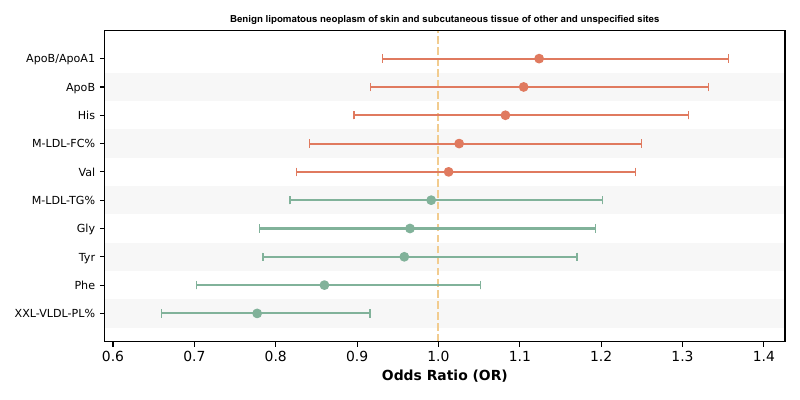 Benign lipomatous neoplasm of skin and subcutaneous tissue of other and unspecified sites
ApoB/ApoA1
ApoB
His
M-LDL-FC%
Val
M-LDL-TG%
Gly
Tyr
Phe
XXL-VLDL-PL%
0.6 0.7 0.8 0.9 1.0 1.1 1.2 1.3 1.4
Odds Ratio (OR)